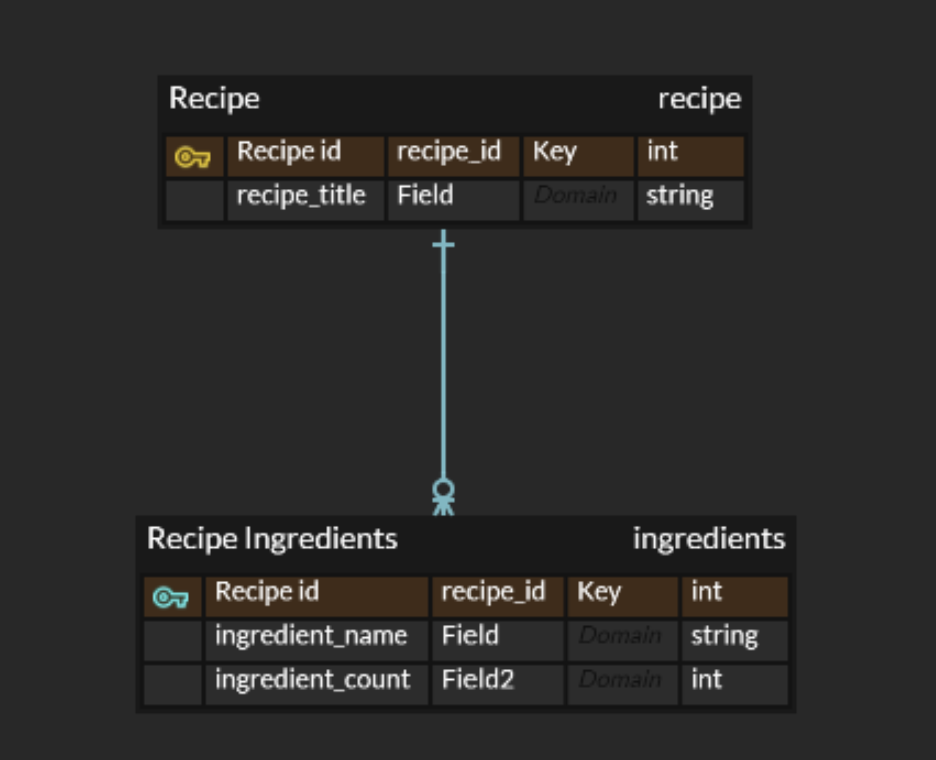 Recipe recipe
Recipe id recipe_id Key int
recipe_title Field Domain string
Recipe Ingredients ingredients
Recipe id recipe_id Key int
ingredient_name Field Domain string
ingredient_count Field2 Domain int